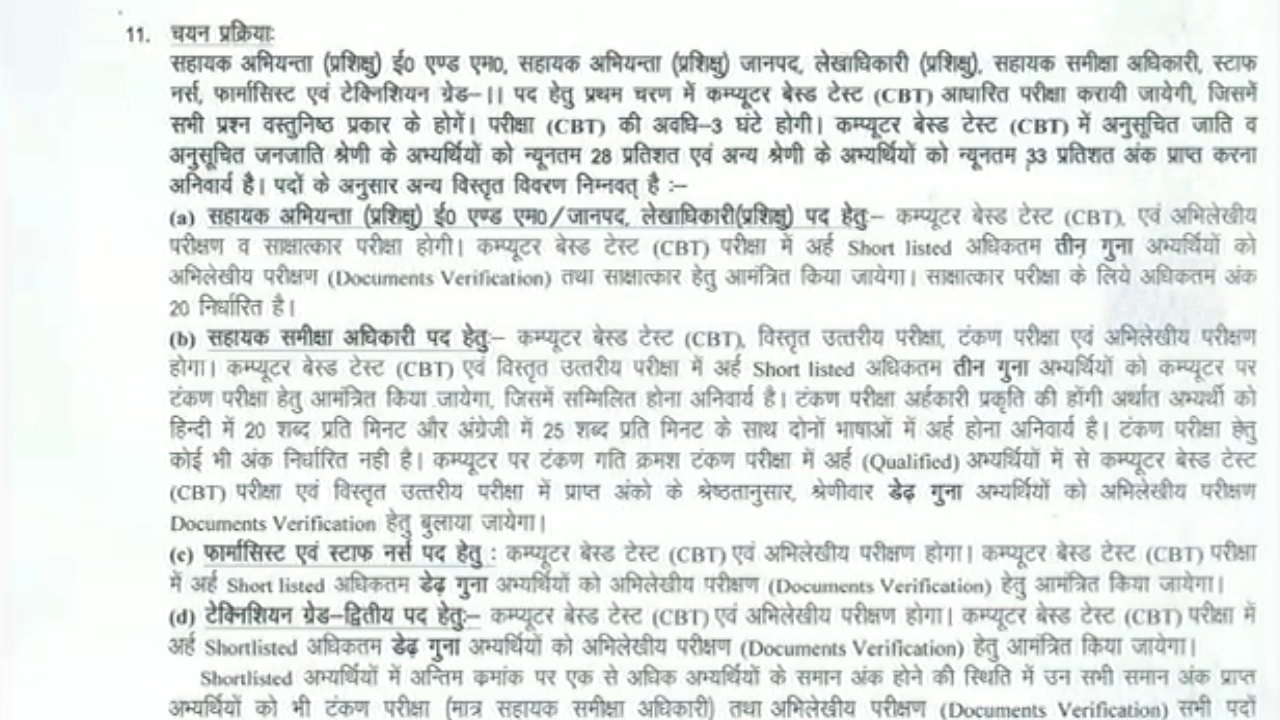 11. चयन प्रक्रियाः
सहायक अभियन्ता (प्रशिक्षु) ई0 एण्ड एम0, सहायक अभियन्ता (प्रशिक्षु) जानपद, लेखाधिकारी (प्रशिक्षु), सहायक समीक्षा अधिकारी, स्टाफ
नर्स, फार्मासिस्ट एवं टेक्निशियन ग्रेड-।। पद हेतु प्रथम चरण में कम्प्यूटर बेस्ड टेस्ट (CBT) आधारित परीक्षा करायी जायेगी, जिसमें
सभी प्रश्न वस्तुनिष्ठ प्रकार के होगें। परीक्षा (CBT) की अवधि-3 घंटे होगी। कम्प्यूटर बेस्ड टेस्ट (CBT) में अनुसूचित जाति व
अनुसूचित जनजाति श्रेणी के अभ्यर्थियों को न्यूनतम 28 प्रतिशत एवं अन्य श्रेणी के अभ्यर्थियों को न्यूनतम 33 प्रतिशत अंक प्राप्त करना
अनिवार्य है। पदों के अनुसार अन्य विस्तृत विवरण निम्नवत् है :-
(a) सहायक अभियन्ता (प्रशिक्षु) ई0 एण्ड एम0/जानपद, लेखाधिकारी(प्रशिक्षु) पद हेतुः- कम्प्यूटर बेस्ड टेस्ट (CBT), एवं अभिलेखीय
परीक्षण व साक्षात्कार परीक्षा होगी। कम्प्यूटर बेस्ड टेस्ट (CBT) परीक्षा में अर्ह Short listed अधिकतम तीन गुना अभ्यर्थियों को
अभिलेखीय परीक्षण (Documents Verification) तथा साक्षात्कार हेतु आमंत्रित किया जायेगा। साक्षात्कार परीक्षा के लिये अधिकतम अंक
20 निर्धारित है।
(b) सहायक समीक्षा अधिकारी पद हेतुः- कम्प्यूटर बेस्ड टेस्ट (CBT), विस्तृत उत्तरीय परीक्षा, टंकण परीक्षा एवं अभिलेखीय परीक्षण
होगा। कम्प्यूटर बेस्ड टेस्ट (CBT) एवं विस्तृत उत्तरीय परीक्षा में अर्ह Short listed अधिकतम तीन गुना अभ्यर्थियों को कम्प्यूटर पर
टंकण परीक्षा हेतु आमंत्रित किया जायेगा, जिसमें सम्मिलित होना अनिवार्य है। टंकण परीक्षा अर्हकारी प्रकृति की होंगी अर्थात अभ्यर्थी को
हिन्दी में 20 शब्द प्रति मिनट और अंग्रेजी में 25 शब्द प्रति मिनट के साथ दोनों भाषाओं में अर्ह होना अनिवार्य है। टंकण परीक्षा हेतु
कोई भी अंक निर्धारित नही है। कम्प्यूटर पर टंकण गति क्रमश टंकण परीक्षा में अर्ह (Qualified) अभ्यर्थियों में से कम्प्यूटर बेस्ड टेस्ट
(CBT) परीक्षा एवं विस्तृत उत्तरीय परीक्षा में प्राप्त अंको के श्रेष्ठतानुसार, श्रेणीवार डेढ़ गुना अभ्यर्थियों को अभिलेखीय परीक्षण
Documents Verification हेतु बुलाया जायेगा।
(c) फार्मासिस्ट एवं स्टाफ नर्स पद हेतु : कम्प्यूटर बेस्ड टेस्ट (CBT) एवं अभिलेखीय परीक्षण होगा। कम्प्यूटर बेस्ड टेस्ट (CBT) परीक्षा
में अर्ह Short listed अधिकतम डेढ़ गुना अभ्यर्थियों को अभिलेखीय परीक्षण (Documents Verification) हेतु आमंत्रित किया जायेगा।
(d) टेक्निशियन ग्रेड-द्वितीय पद हेतुः- कम्प्यूटर बेस्ड टेस्ट (CBT) एवं अभिलेखीय परीक्षण होगा। कम्प्यूटर बेस्ड टेस्ट (CBT) परीक्षा में
अर्ह Shortlisted अधिकतम डेढ़ गुना अभ्यर्थियों को अभिलेखीय परीक्षण (Documents Verification) हेतु आमंत्रित किया जायेगा।
Shortlisted अभ्यर्थियों में अन्तिम क्रमांक पर एक से अधिक अभ्यर्थियों के समान अंक होने की स्थिति में उन सभी समान अंक प्राप्त
अभ्यर्थियों को भी टंकण परीक्षा (मात्र सहायक समीक्षा अधिकारी) तथा अभिलेखीय परीक्षण (Documents Verification) सभी पदों